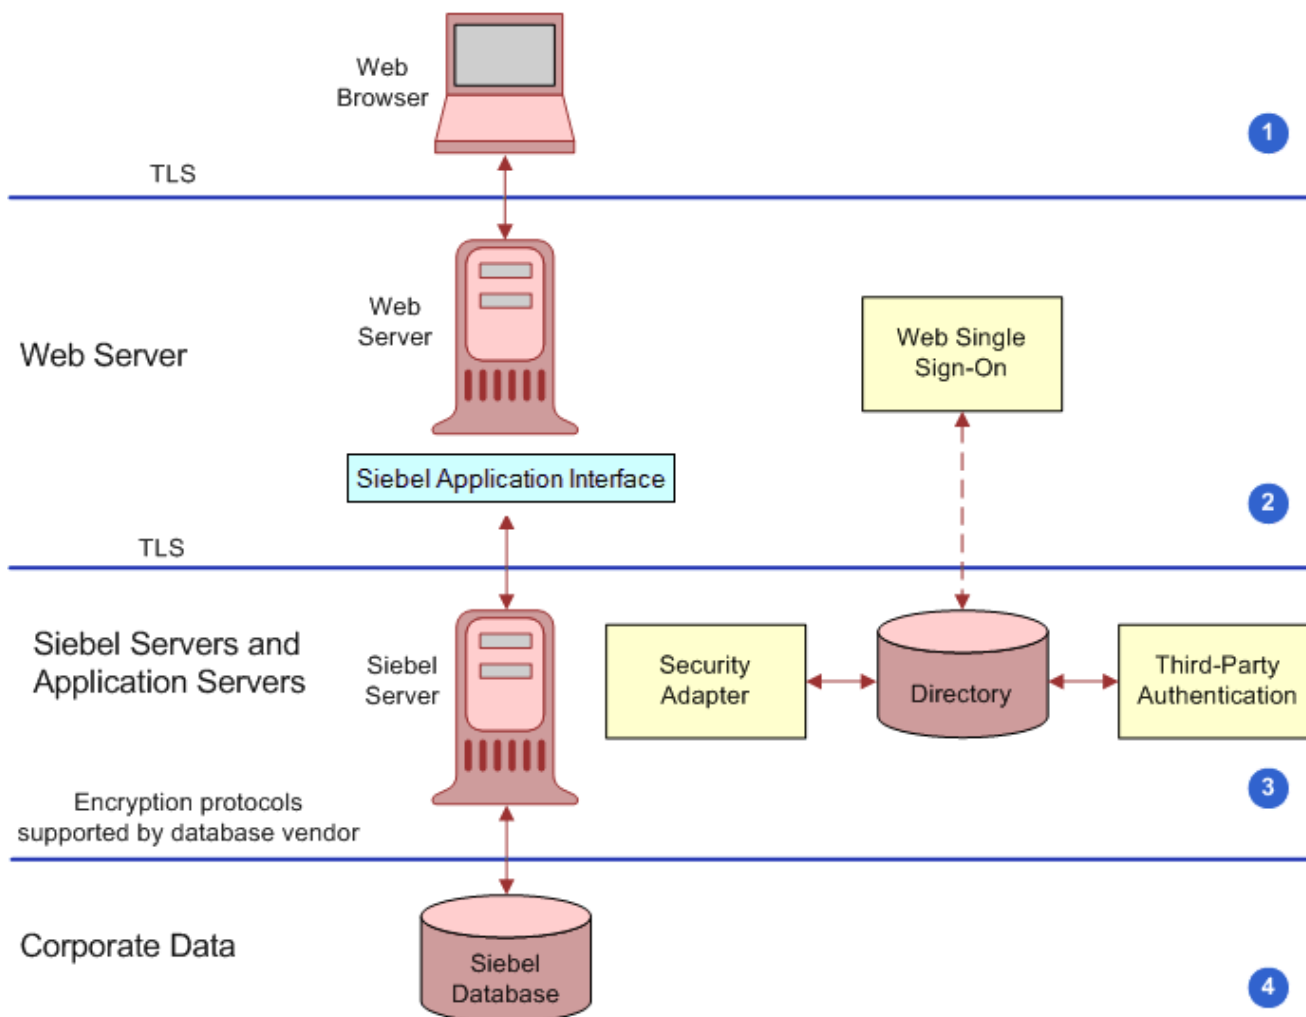 Web
Browser
1
TLS
Web
Server
Web Single
Sign-On
Web Server
Siebel Application Interface
2
TLS
Siebel Servers and
Application Servers
Siebel
Server
Security
Adapter
Directory
Third-Party
Authentication
3
Encryption protocols
supported by database vendor
Corporate Data
Siebel
Database
4